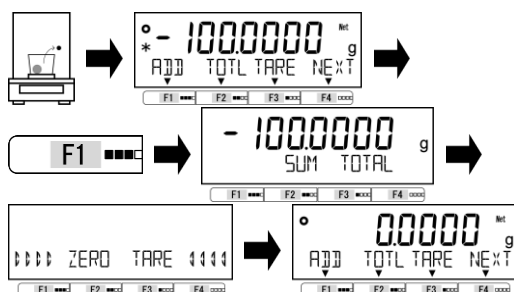 * - 100.0000 Net g
ADD TOTL TARE NEXT
F1 F2 F3 F4
F1
- 100.0000 g
SUM TOTAL
F1 F2 F3 F4
ZERO TARE
F1 F2 F3 F4
0.0000 Net g
ADD TOTL TARE NEXT
F1 F2 F3 F4